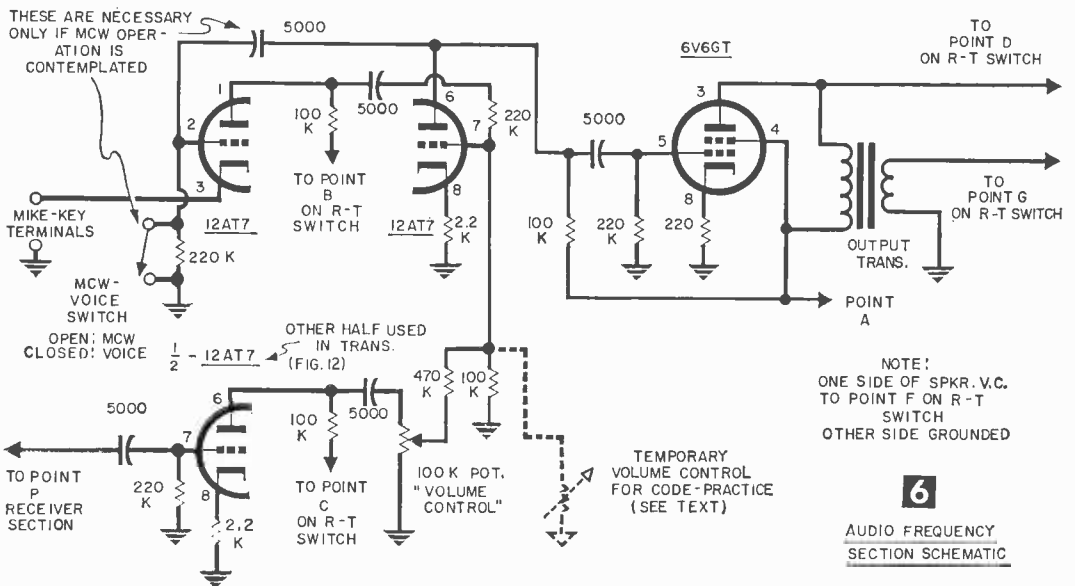 THESE ARE NECESSARY
ONLY IF MCW OPER-
ATION IS
CONTEMPLATED
5000
6V6GT
TO
POINT D
ON R-T SWITCH
1
2
3
100
K
5000
6
7
8
220
K
5000
3
5
4
8
MIKE-KEY
TERMINALS
12AT7
TO POINT
B
ON R-T
SWITCH
12AT7
2.2
K
100
K
220
K
220
TO
POINT G
ON R-T SWITCH
OUTPUT
TRANS.
220 K
MCW-
VOICE
SWITCH
OPEN: MCW
CLOSED: VOICE
POINT
A
1/2 - 12AT7
OTHER HALF USED
IN TRANS.
(FIG. 12)
5000
6
7
8
100
K
5000
470
K
100
K
NOTE:
ONE SIDE OF SPKR. V.C.
TO POINT F ON R-T
SWITCH
OTHER SIDE GROUNDED
TO POINT
P
RECEIVER
SECTION
220
K
2.2
K
TO POINT
C
ON R-T
SWITCH
100 K POT.
"VOLUME
CONTROL"
TEMPORARY
VOLUME CONTROL
FOR CODE-PRACTICE
(SEE TEXT)
6
AUDIO FREQUENCY
SECTION SCHEMATIC